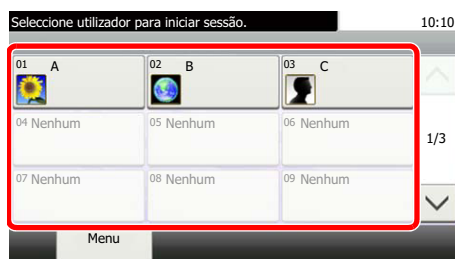 Seleccione utilizador para iniciar sessão. 10:10
01 A 02 B 03 C
04 Nenhum 05 Nenhum 06 Nenhum
1/3
07 Nenhum 08 Nenhum 09 Nenhum
Menu